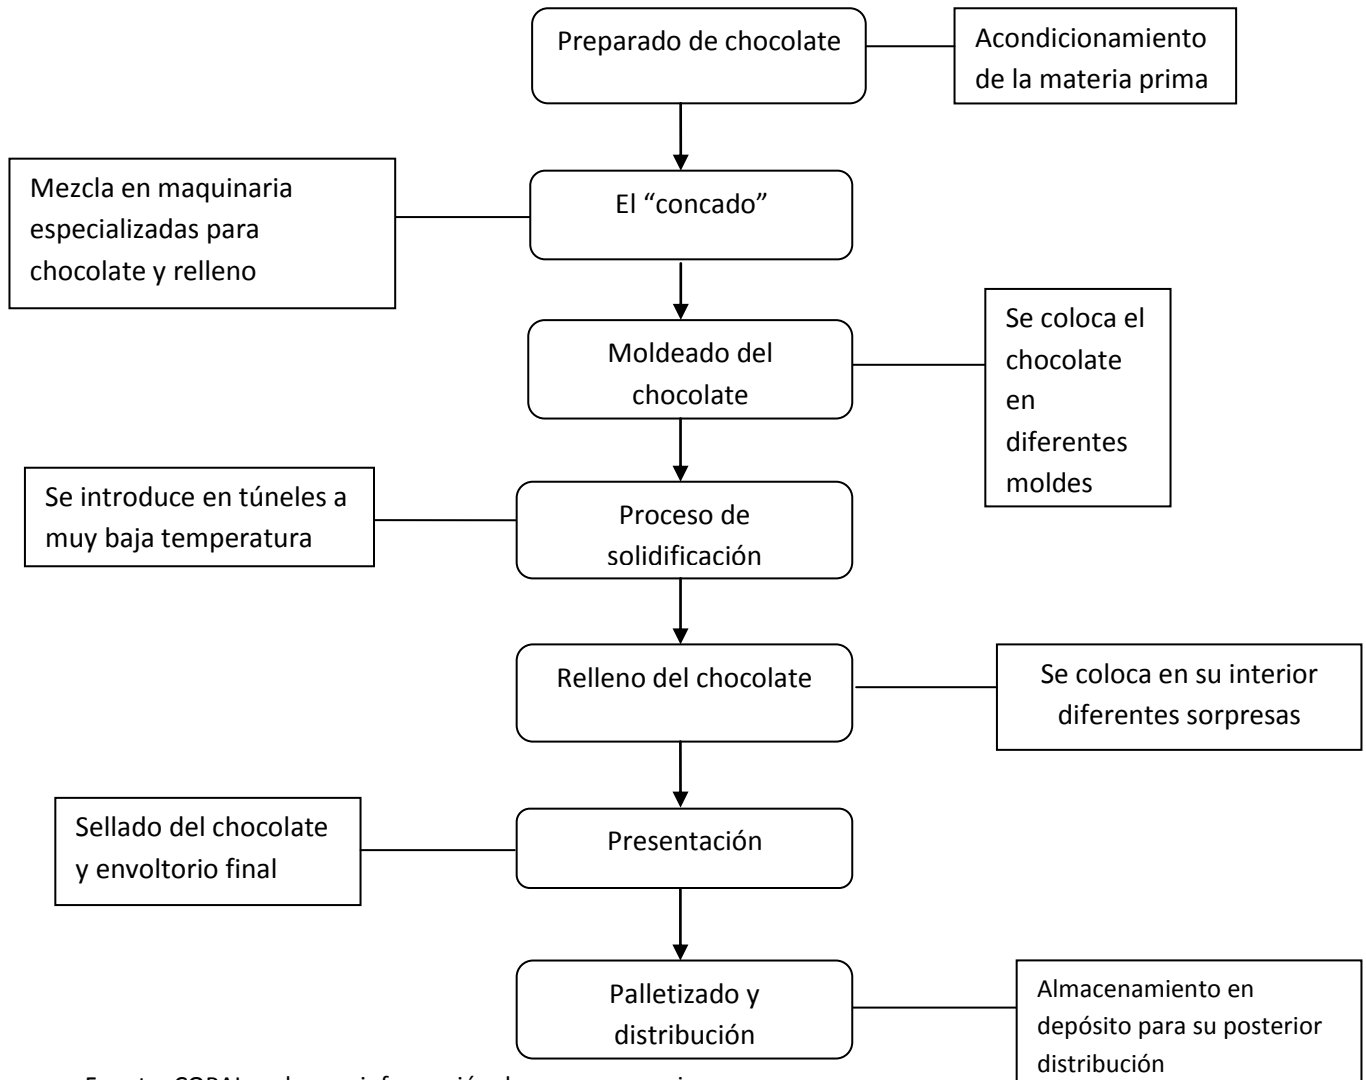 Preparado de chocolate
Acondicionamiento
de la materia prima
Mezcla en maquinaria
especializadas para
chocolate y relleno
El “concado”
Moldeado del
chocolate
Se coloca el
chocolate
en
diferentes
moldes
Se introduce en túneles a
muy baja temperatura
Proceso de
solidificación
Relleno del chocolate
Se coloca en su interior
diferentes sorpresas
Sellado del chocolate
y envoltorio final
Presentación
Palletizado y
distribución
Almacenamiento en
depósito para su posterior
distribución